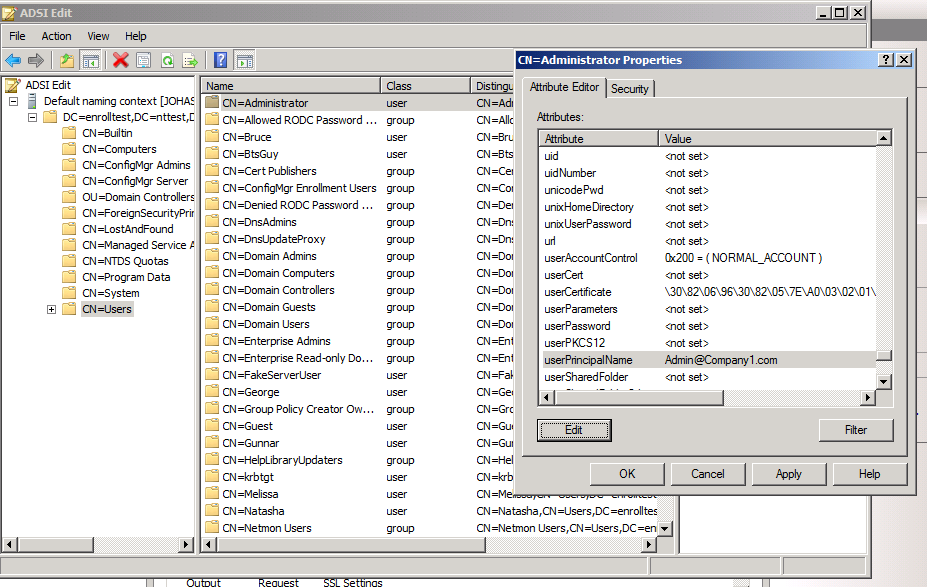 ADSI Edit
File Action View Help
ADSI Edit
Default naming context [JOHAS
DC=enrolltest,DC=nttest,D
CN=Builtin
CN=Computers
CN=ConfigMgr Admins
CN=ConfigMgr Server
OU=Domain Controllers
CN=ForeignSecurityPrin
CN=LostAndFound
CN=Managed Service A
CN=NTDS Quotas
CN=Program Data
CN=System
CN=Users
Name Class Distingu
CN=Administrator user CN=Adm
CN=Allowed RODC Password ... group CN=Allo
CN=Bruce user CN=Bru
CN=BtsGuy user CN=Bts
CN=Cert Publishers group CN=Cer
CN=ConfigMgr Enrollment Users group CN=Con
CN=Denied RODC Password ... group CN=Den
CN=DnsAdmins group CN=Dns
CN=DnsUpdateProxy group CN=Dns
CN=Domain Admins group CN=Dom
CN=Domain Computers group CN=Dom
CN=Domain Controllers group CN=Dom
CN=Domain Guests group CN=Dom
CN=Domain Users group CN=Dom
CN=Enterprise Admins group CN=Ent
CN=Enterprise Read-only Do... group CN=Ent
CN=FakeServerUser user CN=Fak
CN=George user CN=Geo
CN=Group Policy Creator Ow... group CN=Gro
CN=Guest user CN=Gue
CN=Gunnar user CN=Gun
CN=HelpLibraryUpdaters group CN=Hel
CN=krbtgt user CN=krb
CN=Melissa user CN=Melissa,CN=Users,DC=enrolltest
CN=Natasha user CN=Natasha,CN=Users,DC=enrolltes
CN=Netmon Users group CN=Netmon Users,CN=Users,DC=en
CN=Administrator Properties
Attribute Editor Security
Attributes:
Attribute Value
uid <not set>
uidNumber <not set>
unicodePwd <not set>
unixHomeDirectory <not set>
unixUserPassword <not set>
url <not set>
userAccountControl 0x200 = ( NORMAL_ACCOUNT )
userCert <not set>
userCertificate \30\82\06\96\30\82\05\7E\A0\03\02\01\
userParameters <not set>
userPassword <not set>
userPKCS12 <not set>
userPrincipalName Admin@Company1.com
userSharedFolder <not set>
Edit Filter
OK Cancel Apply Help
Output Request SSL Settings